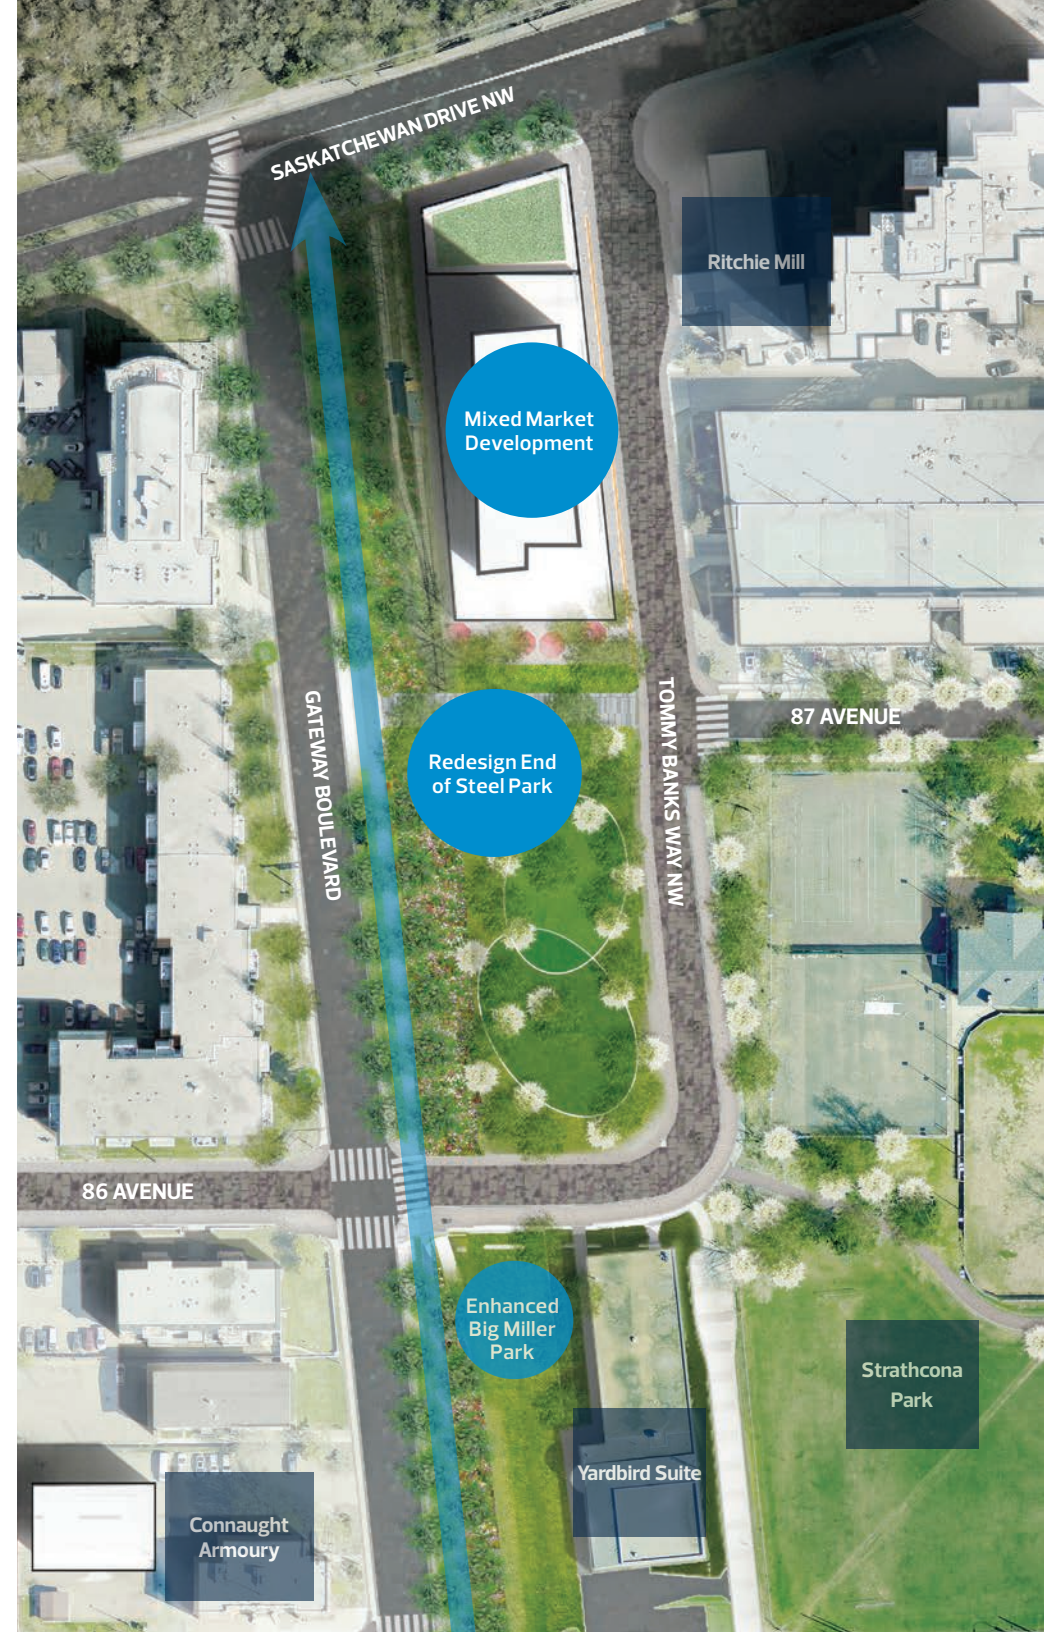 SASKATCHEWAN DRIVE NW
Ritchie Mill
Mixed Market
Development
GATEWAY BOULEVARD
TOMMY BANKS WAY NW
87 AVENUE
Redesign End
of Steel Park
86 AVENUE
Enhanced
Big Miller
Park
Strathcona
Park
Yardbird Suite
Connaught
Armoury